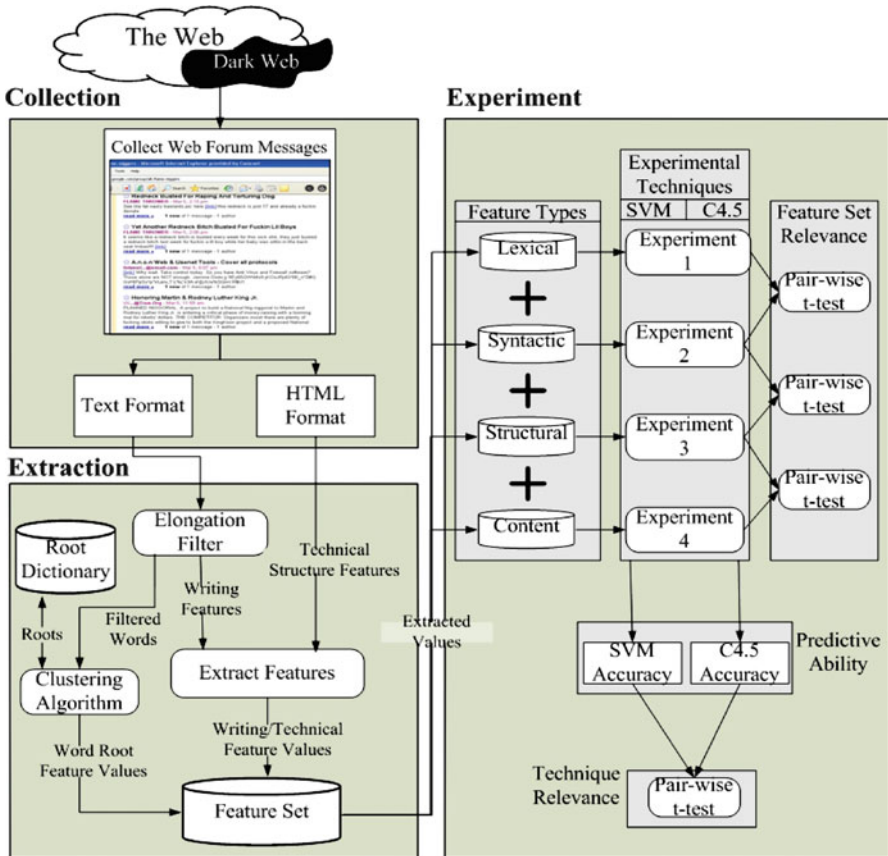 The Web
Dark Web
Collection
Collect Web Forum Messages
Text Format
HTML
Format
Extraction
Elongation
Filter
Root
Dictionary
Technical
Structure Features
Writing
Features
Filtered
Words
Roots
Clustering
Algorithm
Extract Features
Word Root
Feature Values
Writing/Technical
Feature Values
Feature Set
Extracted
Values
Experiment
Feature Types
Lexical
+
Syntactic
+
Structural
+
Content
Experimental
Techniques
SVM
C4.5
Experiment
1
Experiment
2
Experiment
3
Experiment
4
Feature Set
Relevance
Pair-wise
t-test
Pair-wise
t-test
Pair-wise
t-test
SVM
Accuracy
C4.5
Accuracy
Predictive
Ability
Technique
Relevance
Pair-wise
t-test